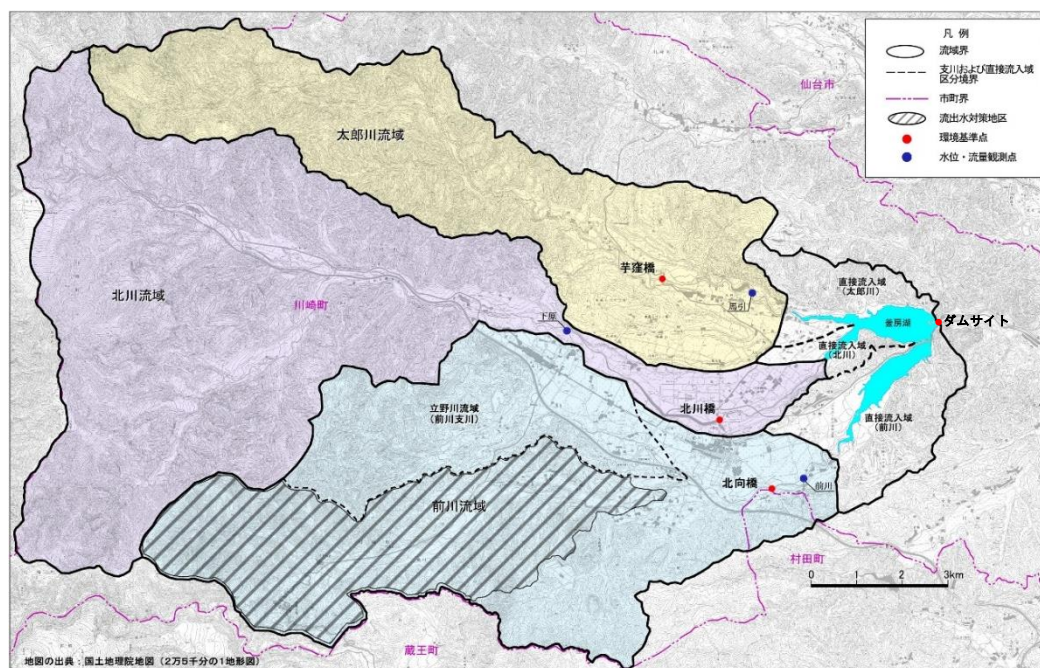 凡 例
流域界
支川および直接流入域
区分境界
市町界
流出水対策地区
環境基準点
水位・流量観測点
仙台市
太郎川流域
芋窪橋
馬引
直接流入域
(太郎川)
釜房湖
ダムサイト
北川流域
川崎町
下原
直接流入域
(北川)
立野川流域
(前川支川)
北川橋
直接流入域
(前川)
前川流域
北向橋
前川
村田町
0 1 2 3km
蔵王町
地図の出典:国土地理院地図(2万5千分の1地形図)